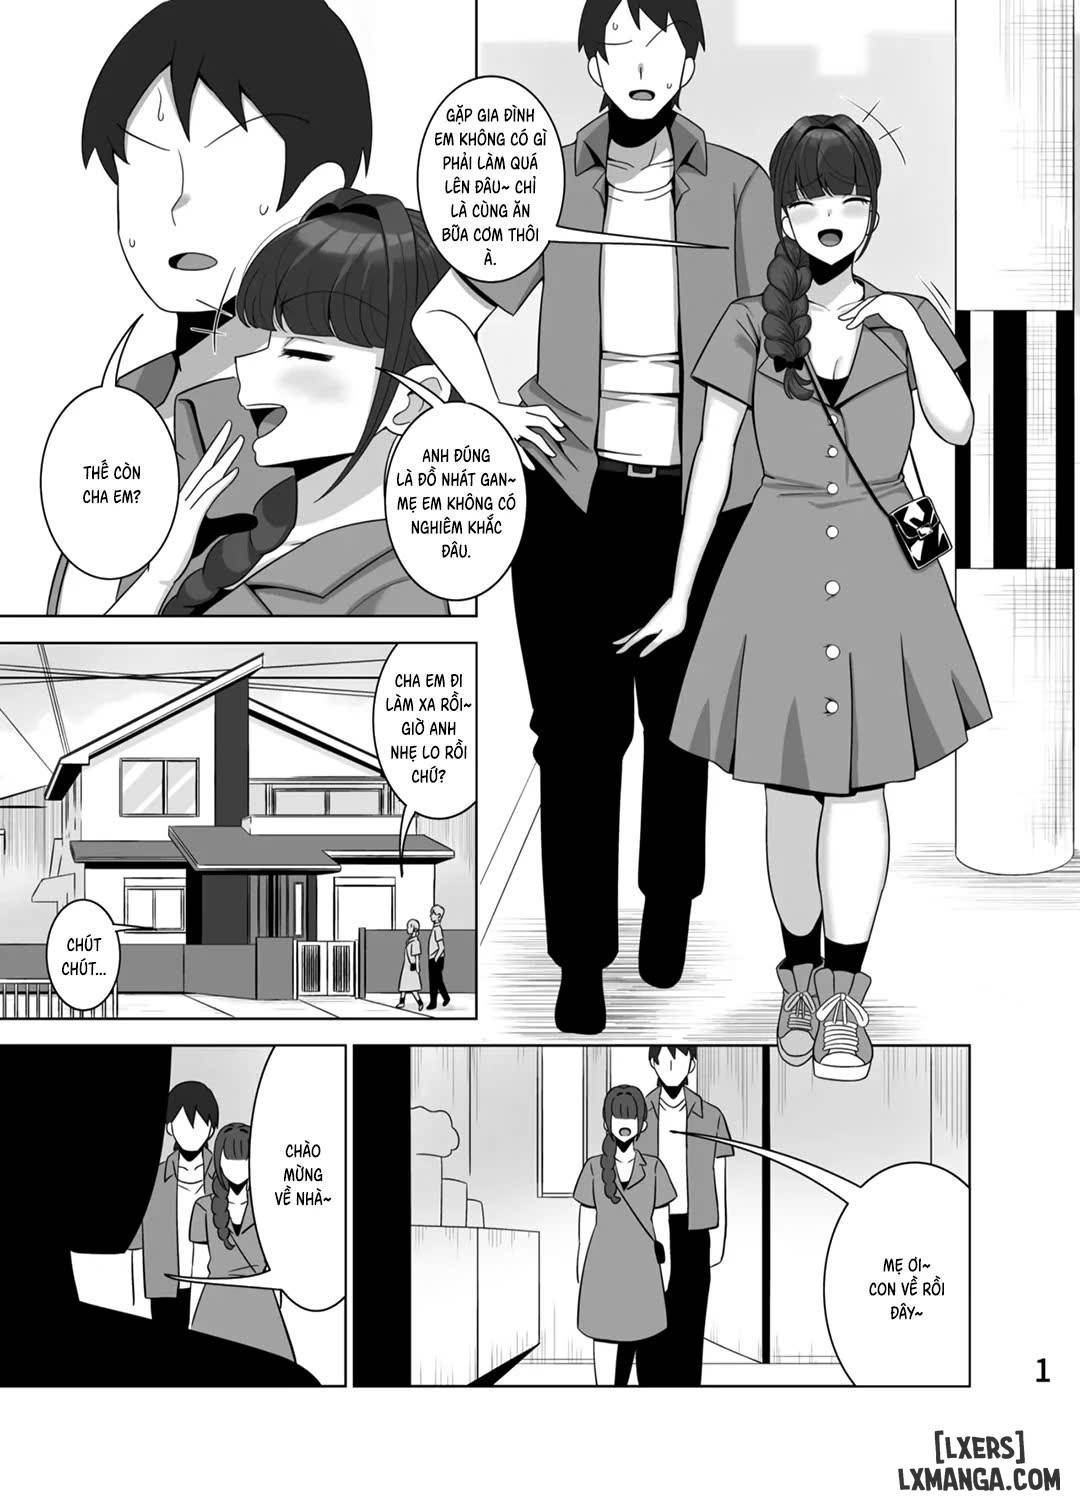 GẶP GIA ĐÌNH
EM KHÔNG CÓ GÌ
PHẢI LÀM QUÁ
LÊN ĐÂU~ CHỈ
LÀ CÙNG ĂN
BỮA CƠM THÔI
À.
THẾ CÒN
CHA EM?
ANH ĐÚNG
LÀ ĐỒ NHÁT GAN~
MẸ EM KHÔNG CÓ
NGHIÊM KHẮC
ĐÂU.
CHA EM ĐI
LÀM XA RỒI~
GIỜ ANH
NHẸ LO RỒI
CHỨ?
CHÚT
CHÚT...
MẸ ƠI~
CON VỀ RỒI
ĐÂY~
CHÀO
MỪNG
VỀ NHÀ~
1
[LXERS]
LXMANGA.COM